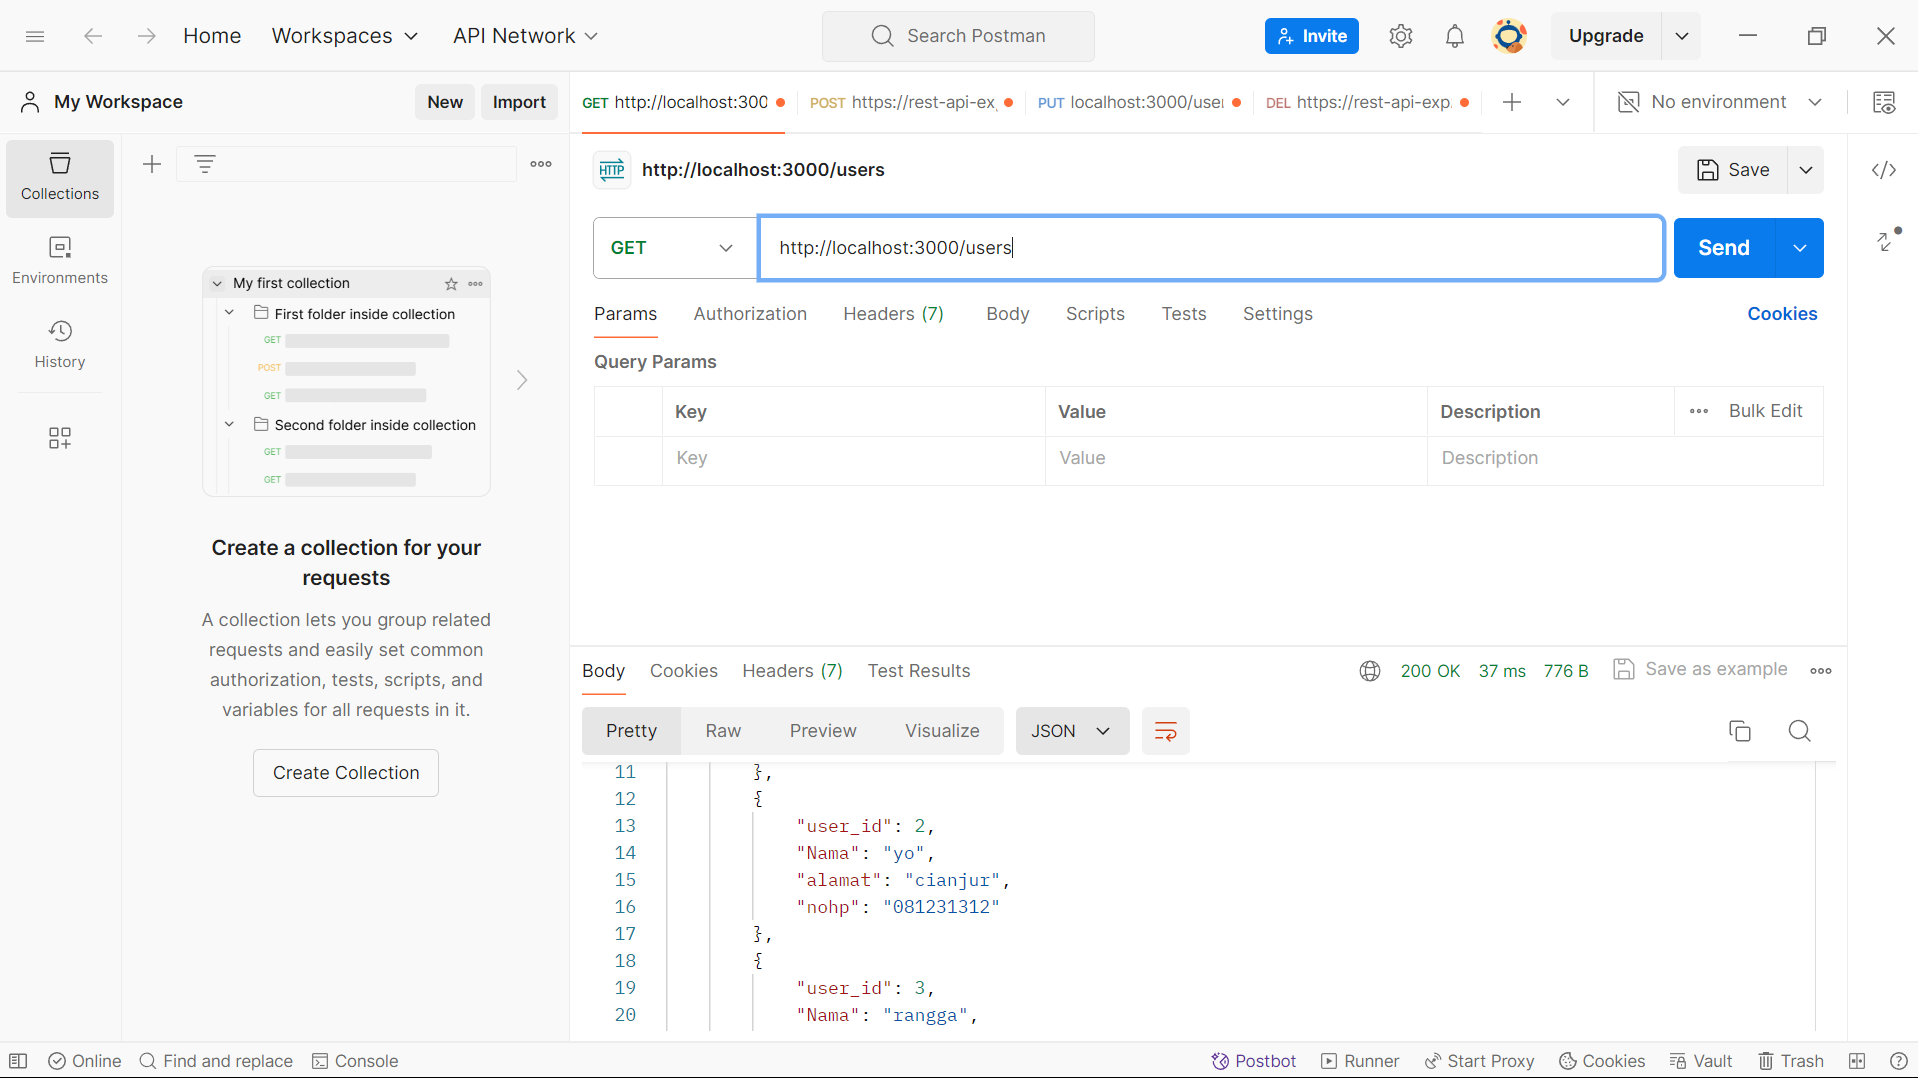 Home Workspaces API Network Search Postman Invite Upgrade
My Workspace New Import
GET http://localhost:300 POST https://rest-api-ex PUT localhost:3000/user DEL https://rest-api-exp. No environment
Collections
Environments
History
My first collection
First folder inside collection
GET
POST
GET
Second folder inside collection
GET
GET
Create a collection for your
requests
A collection lets you group related
requests and easily set common
authorization, tests, scripts, and
variables for all requests in it.
Create Collection
HTTP http://localhost:3000/users Save
GET http://localhost:3000/users Send
Params Authorization Headers (7) Body Scripts Tests Settings Cookies
Query Params
Key Value Description Bulk Edit
Key Value Description
Body Cookies Headers (7) Test Results 200 OK 37 ms 776 B Save as example
Pretty Raw Preview Visualize JSON
11 },
12 {
13 "user_id": 2,
14 "Nama": "yo",
15 "alamat": "cianjur",
16 "nohp": "081231312"
17 },
18 {
19 "user_id": 3,
20 "Nama": "rangga",
Online Find and replace Console Postbot Runner Start Proxy Cookies Vault Trash